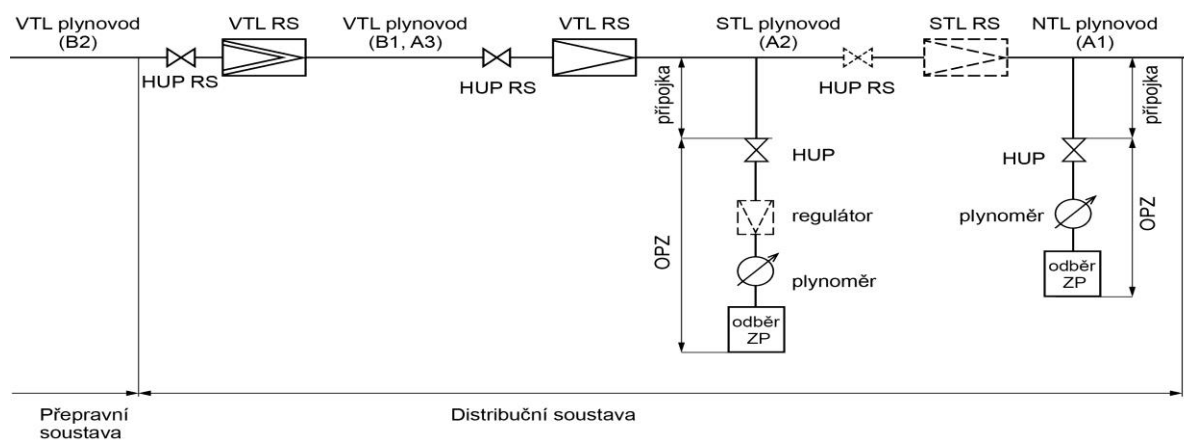 VTL plynovod
(B2)
VTL RS
VTL plynovod
(B1, A3)
VTL RS
STL plynovod
(A2)
STL RS
NTL plynovod
(A1)
HUP RS
HUP RS
HUP RS
přípojka
přípojka
HUP
HUP
regulátor
plynoměr
OPZ
OPZ
plynoměr
odběr
ZP
odběr
ZP
Přepravní
soustava
Distribuční soustava